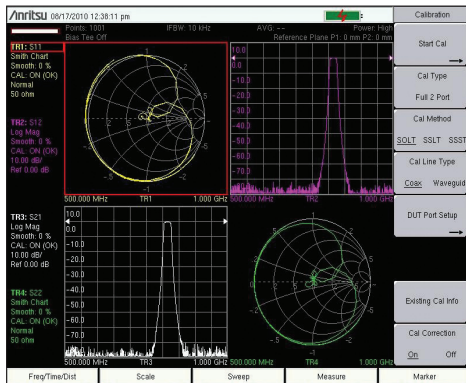 /Inritsu 08/17/2010 12:38:11 pm
Points: 1001 IFBW: 10 kHz AVG: -- Power: High
Bias Tee Off Reference Plane P1: 0 mm P2: 0 mm
TR1: S11
Smith Chart
Smooth: 0 %
CAL: ON (OK)
Normal
50 ohm
TR2: S12
Log Mag
Smooth: 0 %
CAL: ON (OK)
10.00 dB/
Ref 0.00 dB
500.000 MHz TR1 1.000 GHz
10.0
0.0
-10.0
-20.0
-30.0
-40.0
-50.0
-60.0
-70.0
500.000 MHz TR2 1.000 GHz
TR3: S21
Log Mag
Smooth: 0 %
CAL: ON (OK)
10.00 dB/
Ref 0.00 dB
TR4: S22
Smith Chart
Smooth: 0 %
CAL: ON (OK)
Normal
50 ohm
10.0
-10.0
-20.0
-30.0
-40.0
-50.0
-60.0
-70.0
500.000 MHz TR3 1.000 GHz
500.000 MHz TR4 1.000 GHz
Calibration
Start Cal
Cal Type
Full 2 Port
Cal Method
SOLT SSLT SSST
Cal Line Type
Coax Waveguid
DUT Port Setup
Existing Cal Info
Cal Correction
On Off
Freq/Time/Dist Scale Sweep Measure Marker